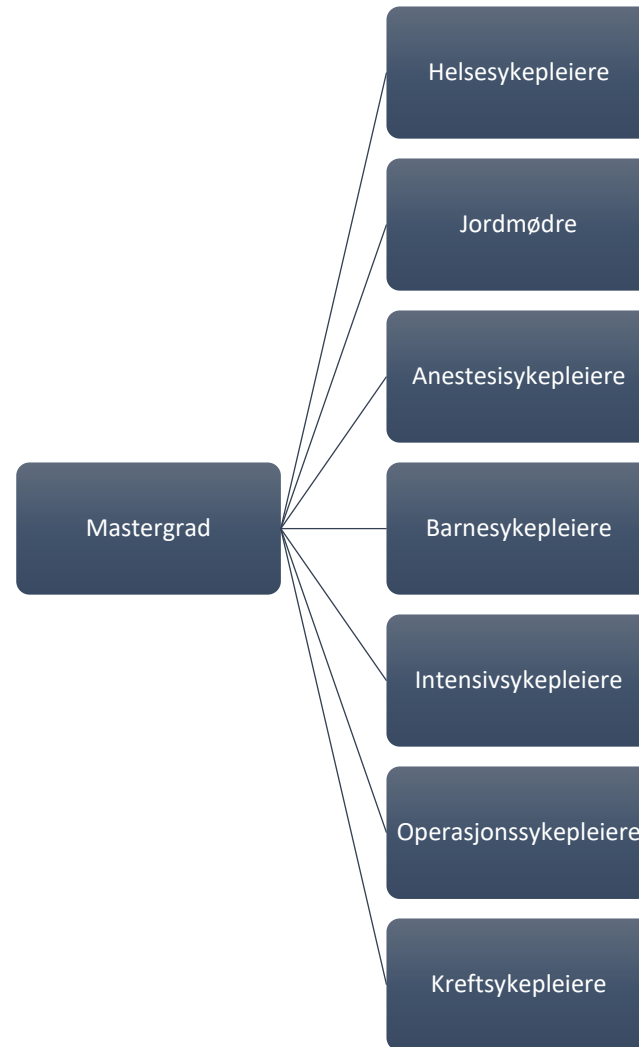 Helsesykepleiere
Jordmødre
Anestesisykepleiere
Mastergrad
Barnesykepleiere
Intensivsykepleiere
Operasjonssykepleiere
Kreftsykepleiere